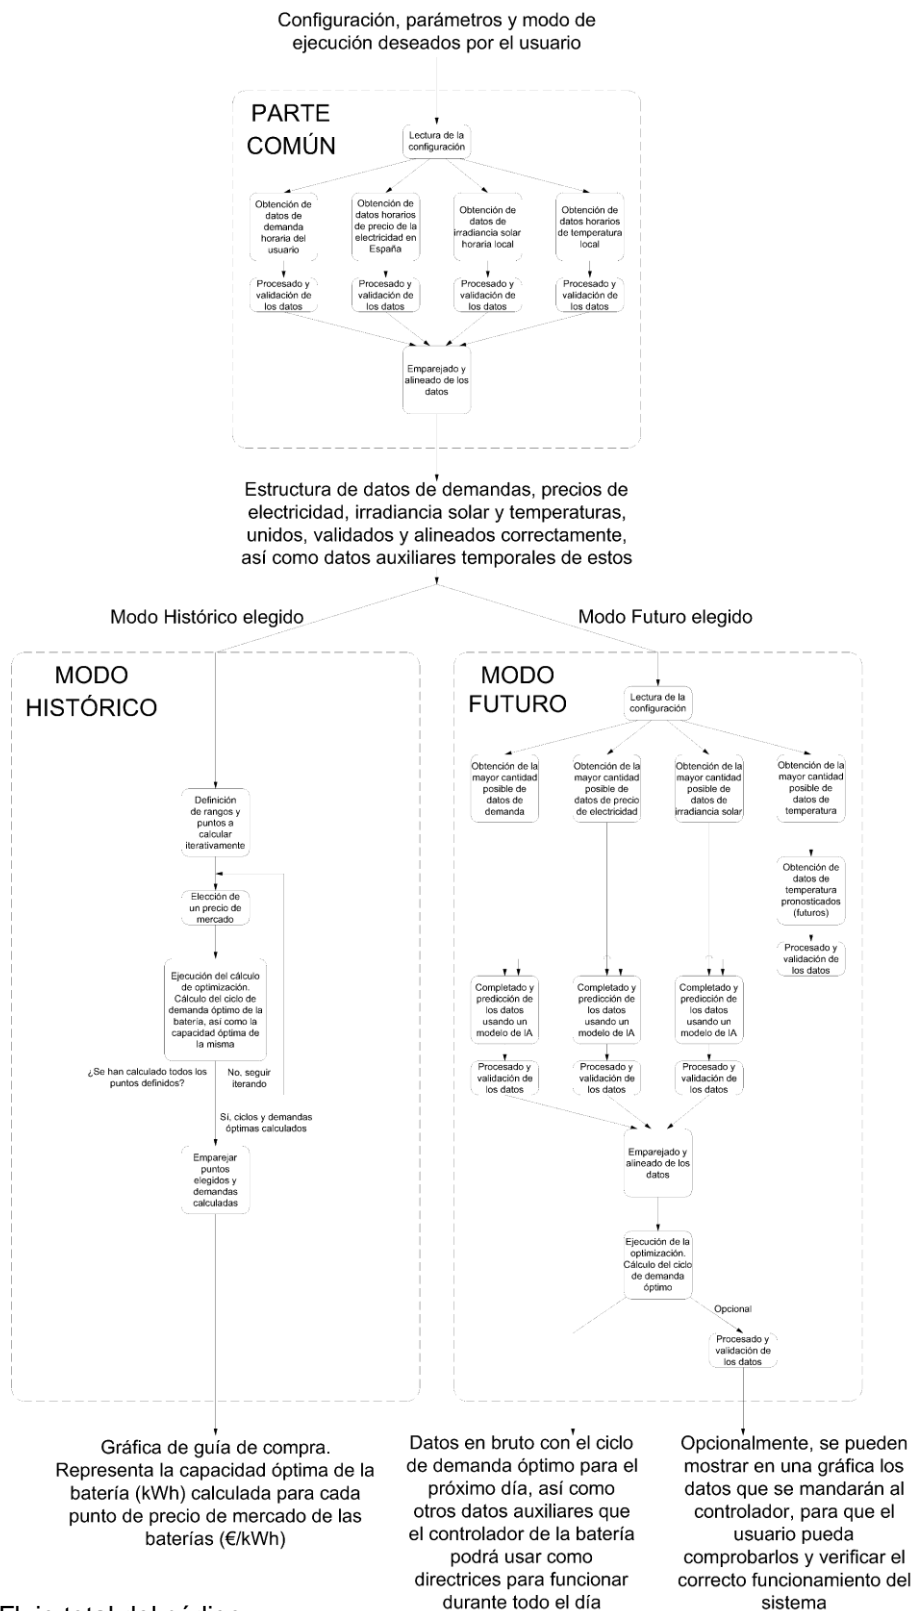 Configuración, parámetros y modo de
ejecución deseados por el usuario
PARTE
COMÚN
Lectura de la
configuración
Obtención de
datos de
demanda
horaria del
usuario
Obtención de
datos horarios
de precio de la
electricidad en
España
Obtención de
datos de
irradiancia solar
horaria local
Obtención de
datos horarios
de temperatura
local
Procesado y
validación de
los datos
Procesado y
validación de
los datos
Procesado y
validación de
los datos
Procesado y
validación de
los datos
Emparejado y
alineado de los
datos
Estructura de datos de demandas, precios de
electricidad, irradiancia solar y temperaturas,
unidos, validados y alineados correctamente,
así como datos auxiliares temporales de estos
Modo Histórico elegido
Modo Futuro elegido
MODO
HISTÓRICO
Definición
de rangos y
puntos a
calcular
iterativamente
Elección de
un precio de
mercado
Ejecución del cálculo
de optimización.
Cálculo del ciclo de
demanda óptimo de la
batería, así como la
capacidad óptima de
la misma
¿Se han calculado todos los
puntos definidos?
No, seguir
iterando
Sí, ciclos y demandas
óptimas calculados
Emparejar
puntos
elegidos y
demandas
calculadas
MODO
FUTURO
Lectura de la
configuración
Obtención de la
mayor cantidad
posible de
datos de
demanda
Obtención de la
mayor cantidad
posible de
datos de precio
de electricidad
Obtención de la
mayor cantidad
posible de
datos de
irradiancia solar
Obtención de la
mayor cantidad
posible de
datos de
temperatura
Obtención de
datos de
temperatura
pronosticados
(futuros)
Procesado y
validación de
los datos
Completado y
predicción de
los datos
usando un
modelo de IA
Completado y
predicción de
los datos
usando un
modelo de IA
Completado y
predicción de
los datos
usando un
modelo de IA
Procesado y
validación de
los datos
Procesado y
validación de
los datos
Procesado y
validación de
los datos
Emparejado y
alineado de los
datos
Ejecución de la
optimización.
Cálculo del ciclo
de demanda
óptimo
Opcional
Procesado y
validación de
los datos
Gráfica de guía de compra.
Representa la capacidad óptima de la
batería (kWh) calculada para cada
punto de precio de mercado de las
baterías (€/kWh)
Datos en bruto con el ciclo
de demanda óptimo para el
próximo día, así como
otros datos auxiliares que
el controlador de la batería
podrá usar como
directrices para funcionar
durante todo el día
Opcionalmente, se pueden
mostrar en una gráfica los
datos que se mandarán al
controlador, para que el
usuario pueda
comprobarlos y verificar el
correcto funcionamiento del
sistema